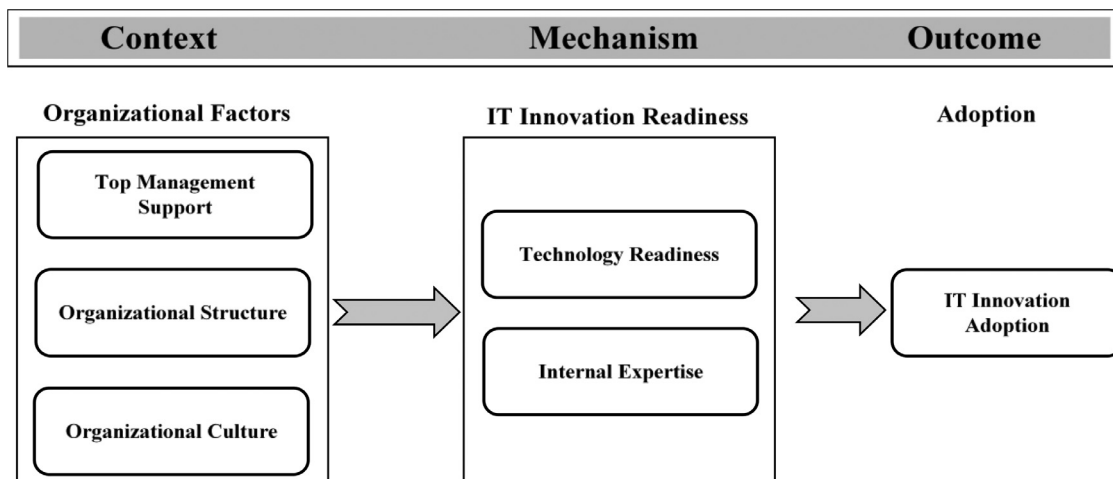 Context Mechanism Outcome
Organizational Factors
IT Innovation Readiness
Adoption
Top Management
Support
Organizational Structure
Organizational Culture
Technology Readiness
Internal Expertise
IT Innovation
Adoption